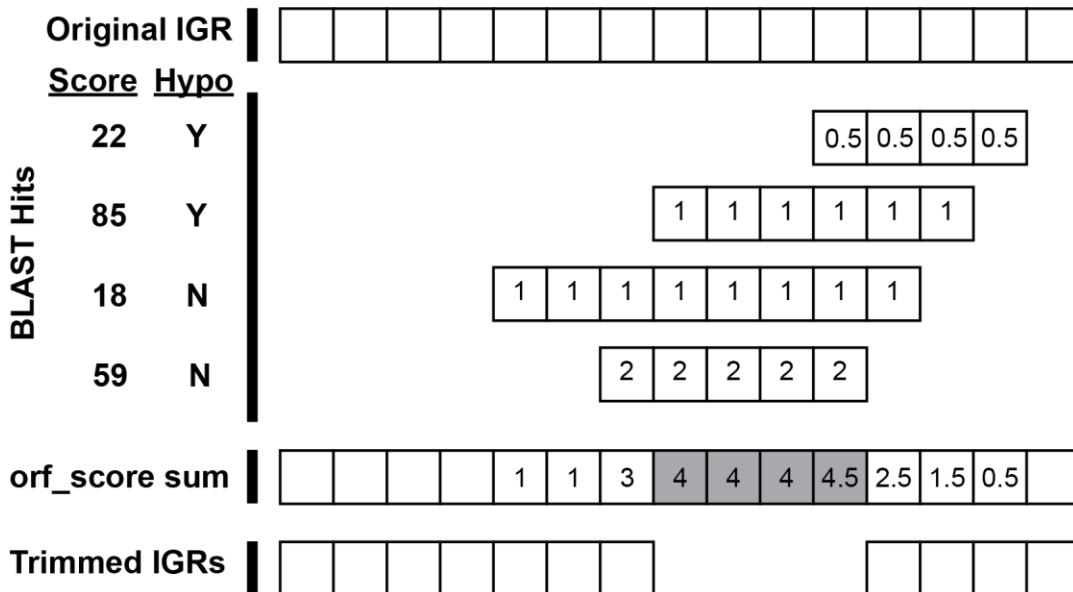 Original IGR
Score Hypo
22 Y 0.5 0.5 0.5 0.5
85 Y 1 1 1 1 1 1
18 N 1 1 1 1 1 1 1 1
59 N 2 2 2 2 2
BLAST Hits
orf_score sum 1 1 3 4 4 4 4.5 2.5 1.5 0.5
Trimmed IGRs